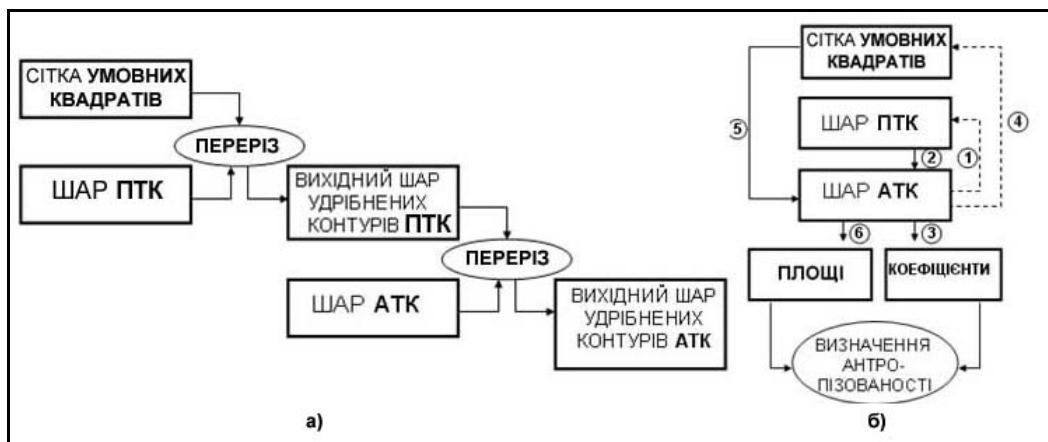 СІТКА УМОВНИХ
КВАДРАТІВ
ПЕРЕРІЗ
ШАР ПТК
ВИХІДНИЙ ШАР
УДРІБНЕНИХ
КОНТУРІВ ПТК
ПЕРЕРІЗ
ШАР АТК
ВИХІДНИЙ ШАР
УДРІБНЕНИХ
КОНТУРІВ АТК
а)
СІТКА УМОВНИХ
КВАДРАТІВ
5
ШАР ПТК
4
2
1
ШАР АТК
6
3
ПЛОЩІ
КОЕФІЦІЄНТИ
ВИЗНАЧЕННЯ
АНТРО-
ПІЗОВАНОСТІ
б)